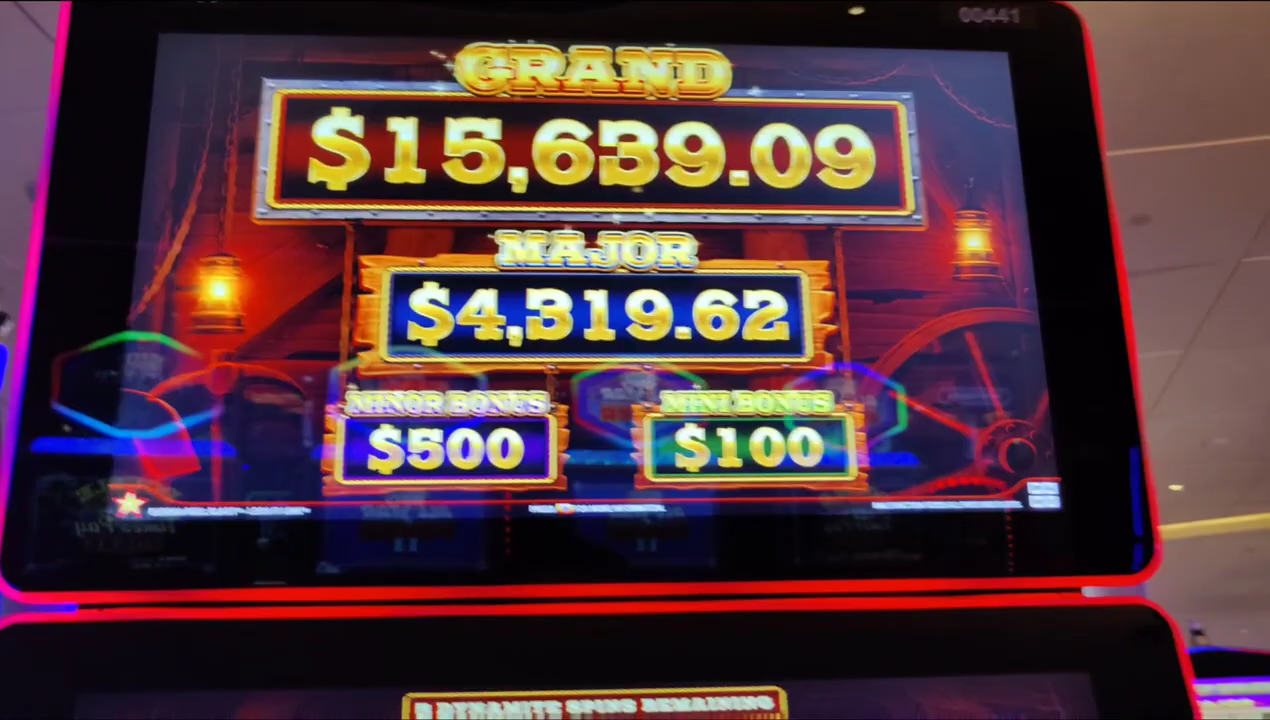 00441
GRAND
$15,639.09
MAJOR
$4,319.62
MINOR BONUS MINI BONUS
$500 $100
DYNAMITE SPINS REMAINING